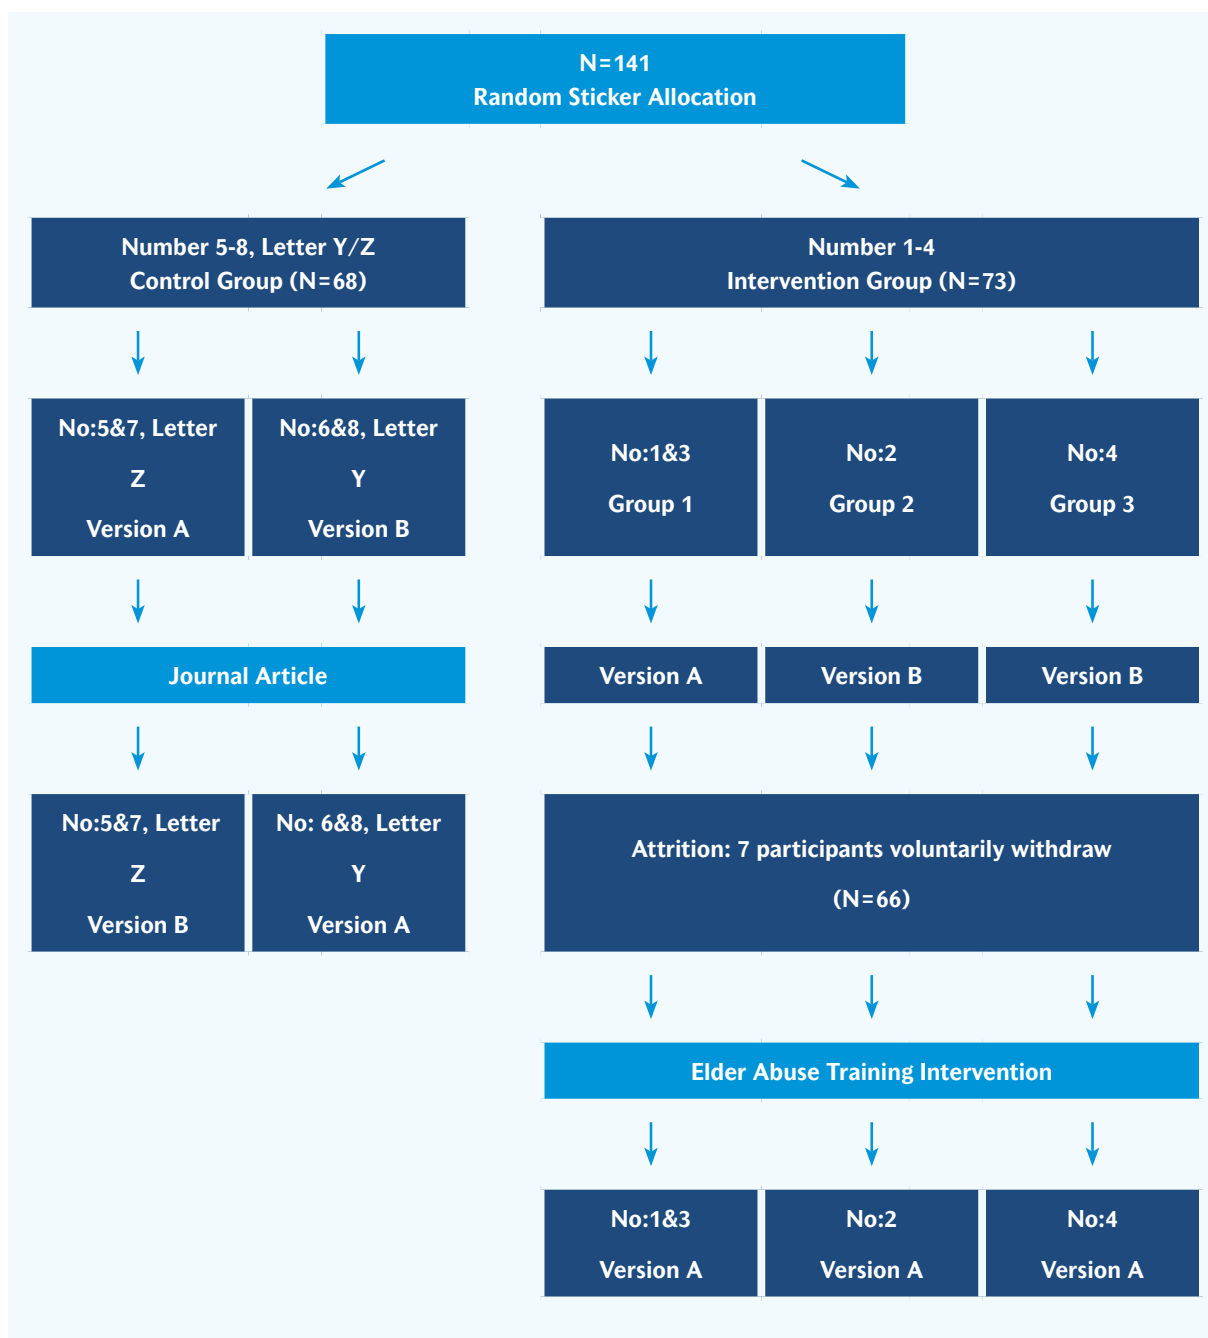 N=141
Random Sticker Allocation
Number 5-8, Letter Y/Z
Control Group (N=68)
Number 1-4
Intervention Group (N=73)
No:5&7, Letter
Z
Version A
No:6&8, Letter
Y
Version B
No:1&3
Group 1
No:2
Group 2
No:4
Group 3
Journal Article
Version A
Version B
Version B
No:5&7, Letter
Z
Version B
No: 6&8, Letter
Y
Version A
Attrition: 7 participants voluntarily withdraw
(N=66)
Elder Abuse Training Intervention
No:1&3
Version A
No:2
Version A
No:4
Version A